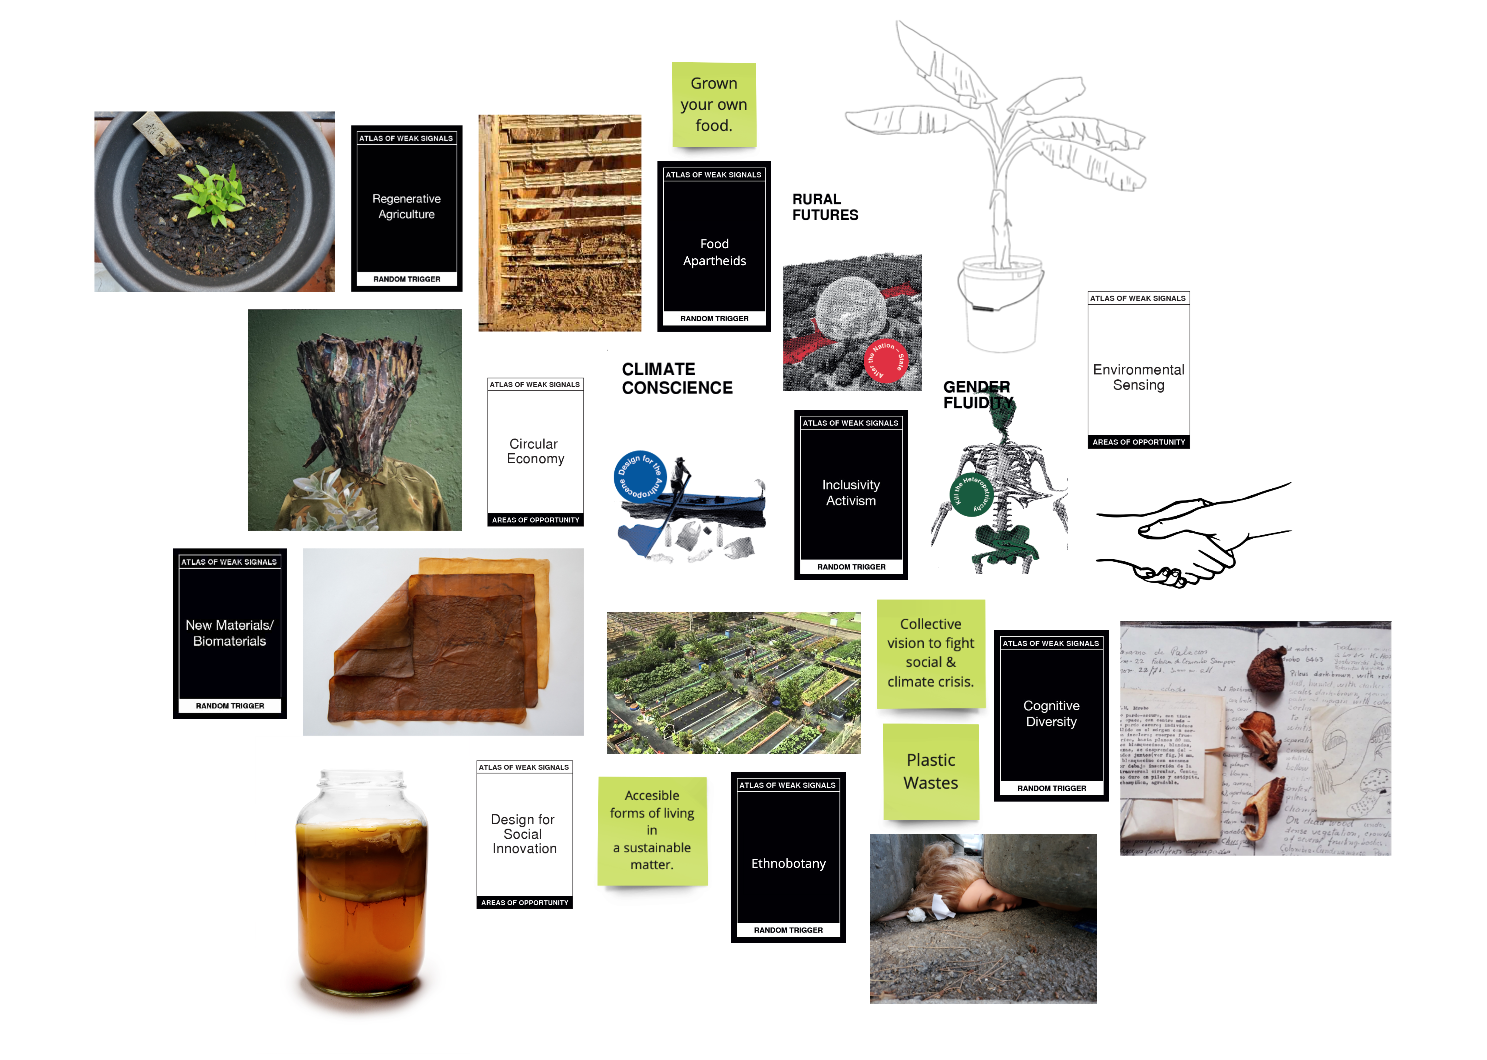 Grown
your own
food.
ATLAS OF WEAK SIGNALS
Regenerative
Agriculture
RANDOM TRIGGER
ATLAS OF WEAK SIGNALS
Food
Apartheids
RANDOM TRIGGER
RURAL
FUTURES
After the Nation - State
ATLAS OF WEAK SIGNALS
Environmental
Sensing
AREAS OF OPPORTUNITY
CLIMATE
CONSCIENCE
Design for the Anthropocene
GENDER
FLUIDITY
Kill the Heteropatriarchy
ATLAS OF WEAK SIGNALS
Circular
Economy
AREAS OF OPPORTUNITY
ATLAS OF WEAK SIGNALS
Inclusivity
Activism
RANDOM TRIGGER
ATLAS OF WEAK SIGNALS
New Materials/
Biomaterials
RANDOM TRIGGER
Collective
vision to fight
social &
climate crisis.
ATLAS OF WEAK SIGNALS
Cognitive
Diversity
RANDOM TRIGGER
Plastic
Wastes
ATLAS OF WEAK SIGNALS
Design for
Social
Innovation
AREAS OF OPPORTUNITY
Accesible
forms of living
in
a sustainable
matter.
ATLAS OF WEAK SIGNALS
Ethnobotany
RANDOM TRIGGER